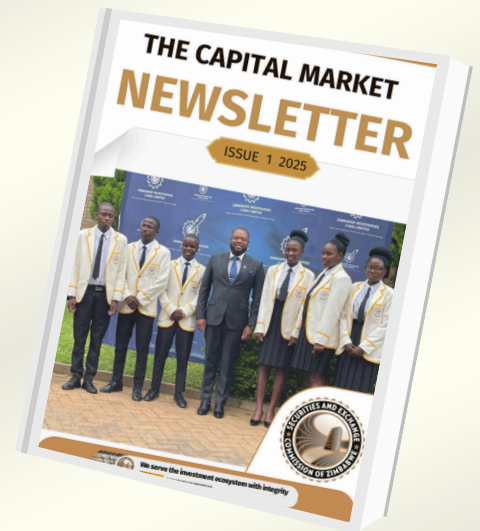 THE CAPITAL MARKET
NEWSLETTER
ISSUE 1 2025
SECURITIES AND EXCHANGE
COMMISSION OF ZIMBABWE
We serve the investment ecosystem with integrity